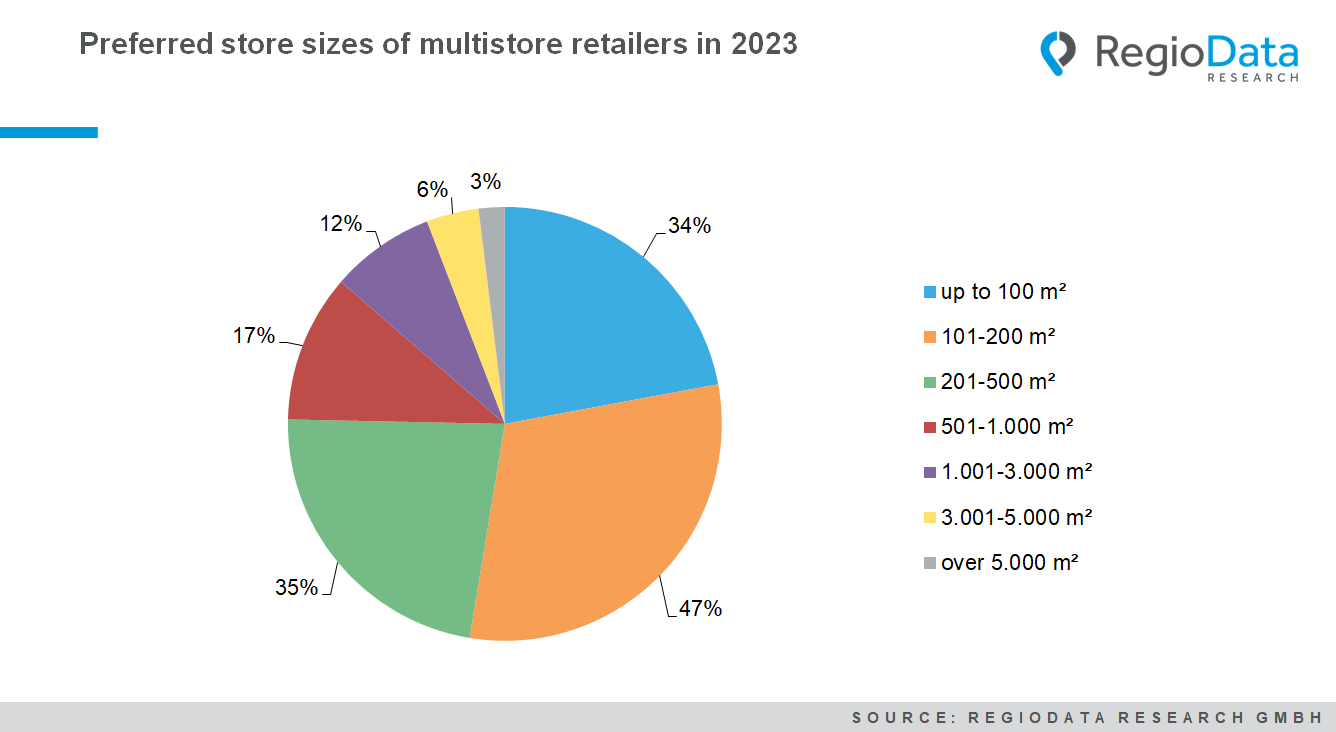 Preferred store sizes of multistore retailers in 2023
RegioData
RESEARCH
3%
6%
12%
34%
17%
35%
47%
up to 100 m²
101-200 m²
201-500 m²
501-1.000 m²
1.001-3.000 m²
3.001-5.000 m²
over 5.000 m²
SOURCE: REGIODATA RESEARCH GMBH